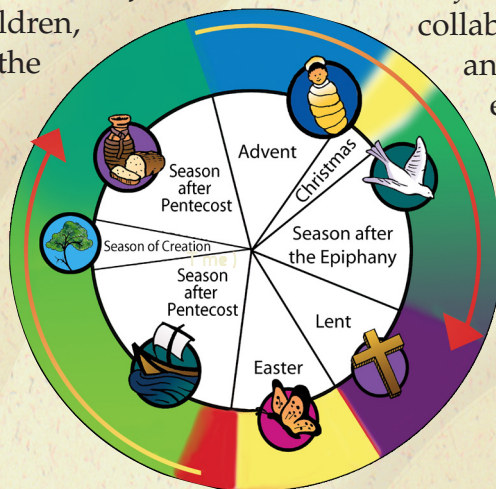 ldren,
the
collab
an
e
Advent
Christmas
Season after
the Epiphany
Lent
Easter
Season
after
Pentecost
Season of Creation
Season
after
Pentecost